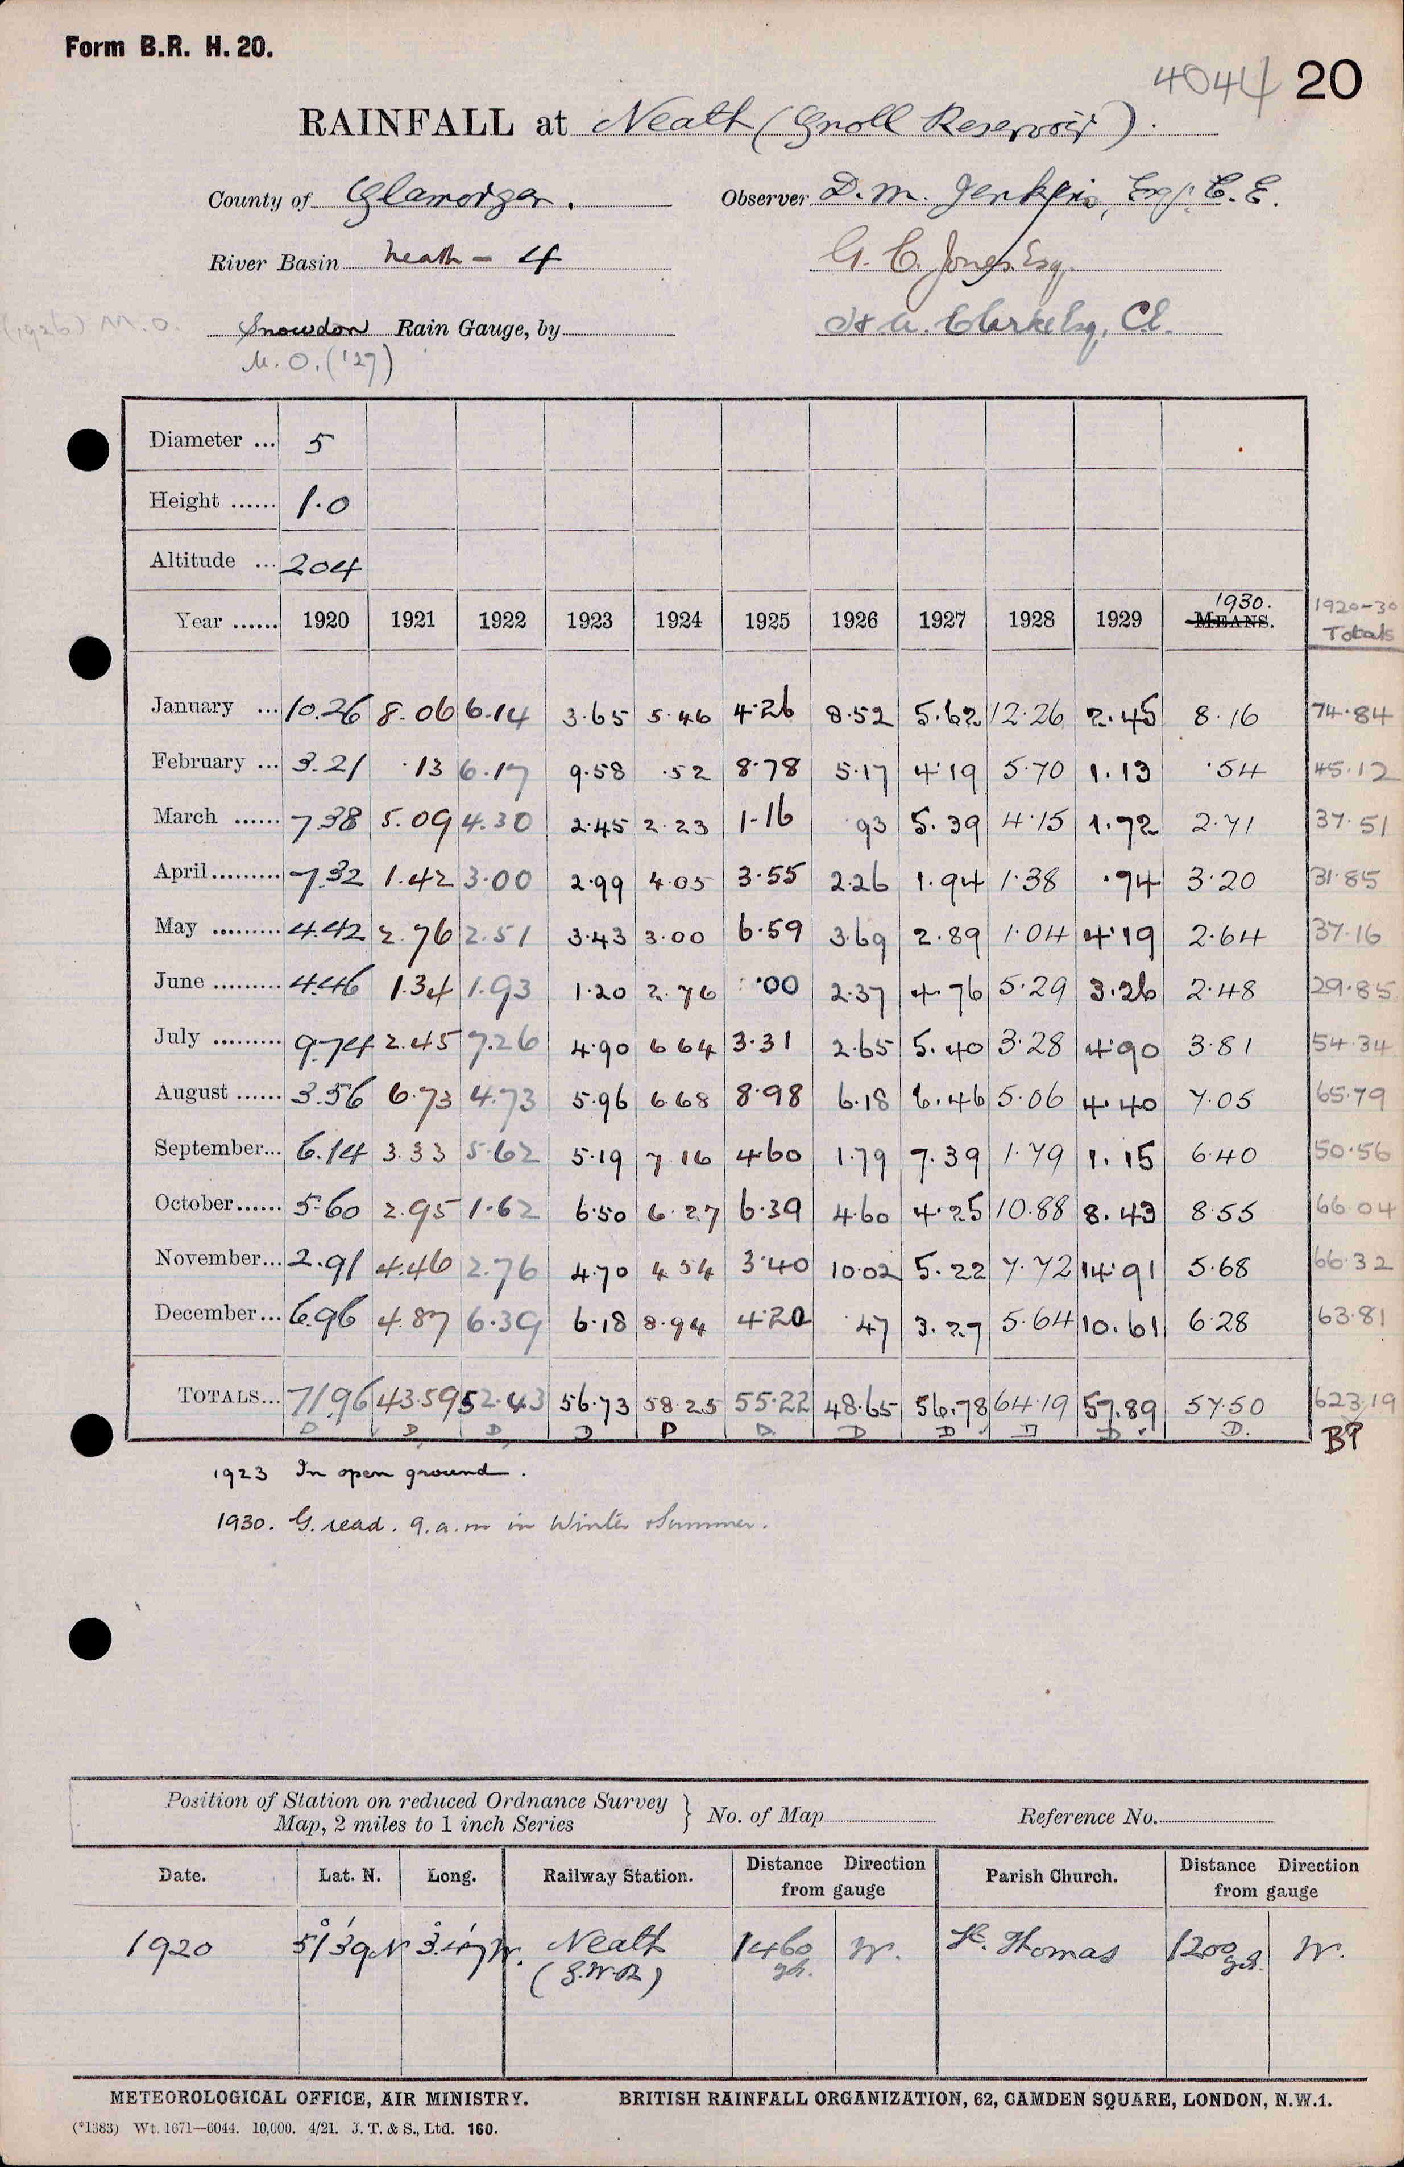 Form B.R. H. 20.
4044 20
RAINFALL at Neath (Gnoll Reservoir).
County of Glamorgan. Observer D. M. Jenkins, Esq. C. E.
River Basin Neath - 4 G. C. Jones Esq.
(1926) M.O. Snowdon Rain Gauge, by H. A. Clarke Esq, C.E.
M.O. ('27)
Diameter ... 5
Height ...... 1.0
Altitude ... 204
Year ...... 1920 1921 1922 1923 1924 1925 1926 1927 1928 1929 1930. MEANS. 1920-30 Totals
January ... 10.26 8.06 6.14 3.65 5.46 4.26 8.52 5.62 12.26 2.45 8.16 74.84
February ... 3.21 .13 6.17 9.58 .52 8.78 5.17 4.19 5.70 1.13 .54 45.12
March ...... 7.38 5.09 4.30 2.45 2.23 1.16 .93 5.39 4.15 1.72 2.71 37.51
April......... 7.32 1.42 3.00 2.99 4.05 3.55 2.26 1.94 1.38 .74 3.20 31.85
May ......... 4.42 2.76 2.51 3.43 3.00 6.59 3.69 2.89 1.04 4.19 2.64 37.16
June ......... 4.46 1.34 1.93 1.20 2.76 .00 2.37 4.76 5.29 3.26 2.48 29.85
July ......... 9.74 2.45 7.26 4.90 6.64 3.31 2.65 5.40 3.28 4.90 3.81 54.34
August ...... 3.56 6.73 4.73 5.96 6.68 8.98 6.18 6.46 5.06 4.40 7.05 65.79
September... 6.14 3.33 5.62 5.19 7.16 4.60 1.79 7.39 1.79 1.15 6.40 50.56
October...... 5.60 2.95 1.62 6.50 6.27 6.39 4.60 4.25 10.88 8.43 8.55 66.04
November... 2.91 4.46 2.76 4.70 4.54 3.40 10.02 5.22 7.72 14.91 5.68 66.32
December... 6.96 4.87 6.39 6.18 8.94 4.20 .47 3.27 5.64 10.61 6.28 63.81
TOTALS... 71.96 43.59 52.43 56.73 58.25 55.22 48.65 56.78 64.19 57.89 57.50 623.19
D D, D, D D D. D D. D D. D. BP
1923 In open ground.
1930. G. read. 9. a.m in Winter & Summer.
Position of Station on reduced Ordnance Survey Map, 2 miles to 1 inch Series } No. of Map Reference No.
Date. Lat. N. Long. Railway Station. Distance Direction from gauge Parish Church. Distance Direction from gauge
1920 51° 39' N 3° 47' W. Neath (G.W.R) 1460 yds. W. St. Thomas 1200 yds. W.
METEOROLOGICAL OFFICE, AIR MINISTRY. BRITISH RAINFALL ORGANIZATION, 62, CAMDEN SQUARE, LONDON, N.W.1.
(*1383) Wt. 1671—6044. 10,000. 4/21. J. T. & S., Ltd. 160.